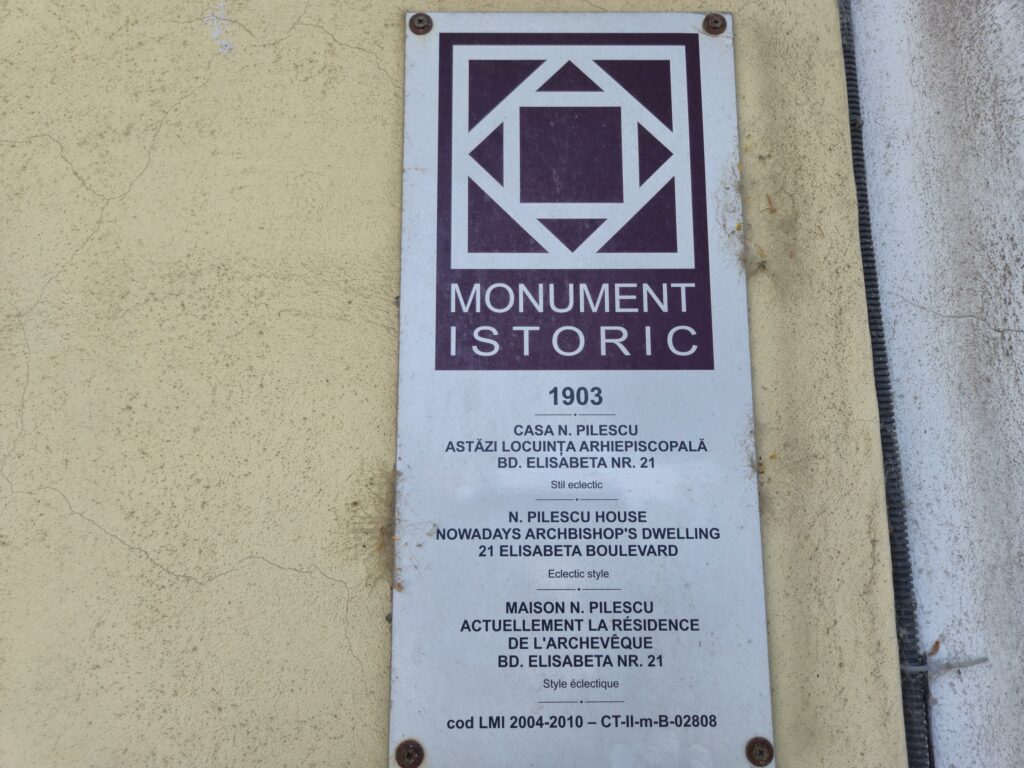 MONUMENT
ISTORIC
1903
CASA N. PILESCU
ASTĂZI LOCUINȚA ARHIEPISCOPALĂ
BD. ELISABETA NR. 21
Stil eclectic
N. PILESCU HOUSE
NOWADAYS ARCHBISHOP'S DWELLING
21 ELISABETA BOULEVARD
Eclectic style
MAISON N. PILESCU
ACTUELLEMENT LA RÉSIDENCE
DE L'ARCHEVÊQUE
BD. ELISABETA NR. 21
Style éclectique
cod LMI 2004-2010 – CT-II-m-B-02808